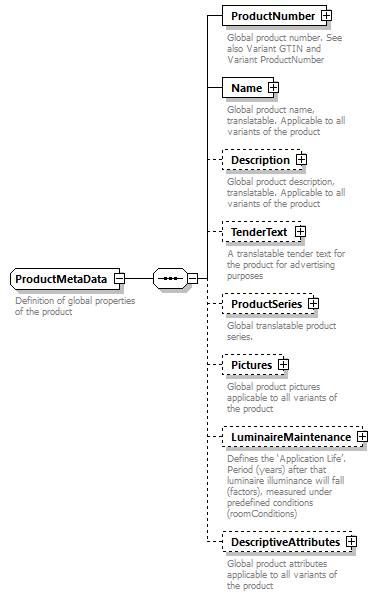 ProductNumber
Global product number. See
also Variant GTIN and
Variant ProductNumber
Name
Global product name,
translatable. Applicable to all
variants of the product
Description
Global product description,
translatable. Applicable to all
variants of the product
TenderText
A translatable tender text for
the product for advertising
purposes
ProductMetaData
Definition of global properties
of the product
ProductSeries
Global translatable product
series.
Pictures
Global product pictures
applicable to all variants of
the product
LuminaireMaintenance
Defines the 'Application Life'.
Period (years) after that
luminaire illuminance will fall
(factors), measured under
predefined conditions
(roomConditions)
DescriptiveAttributes
Global product attributes
applicable to all variants of
the product